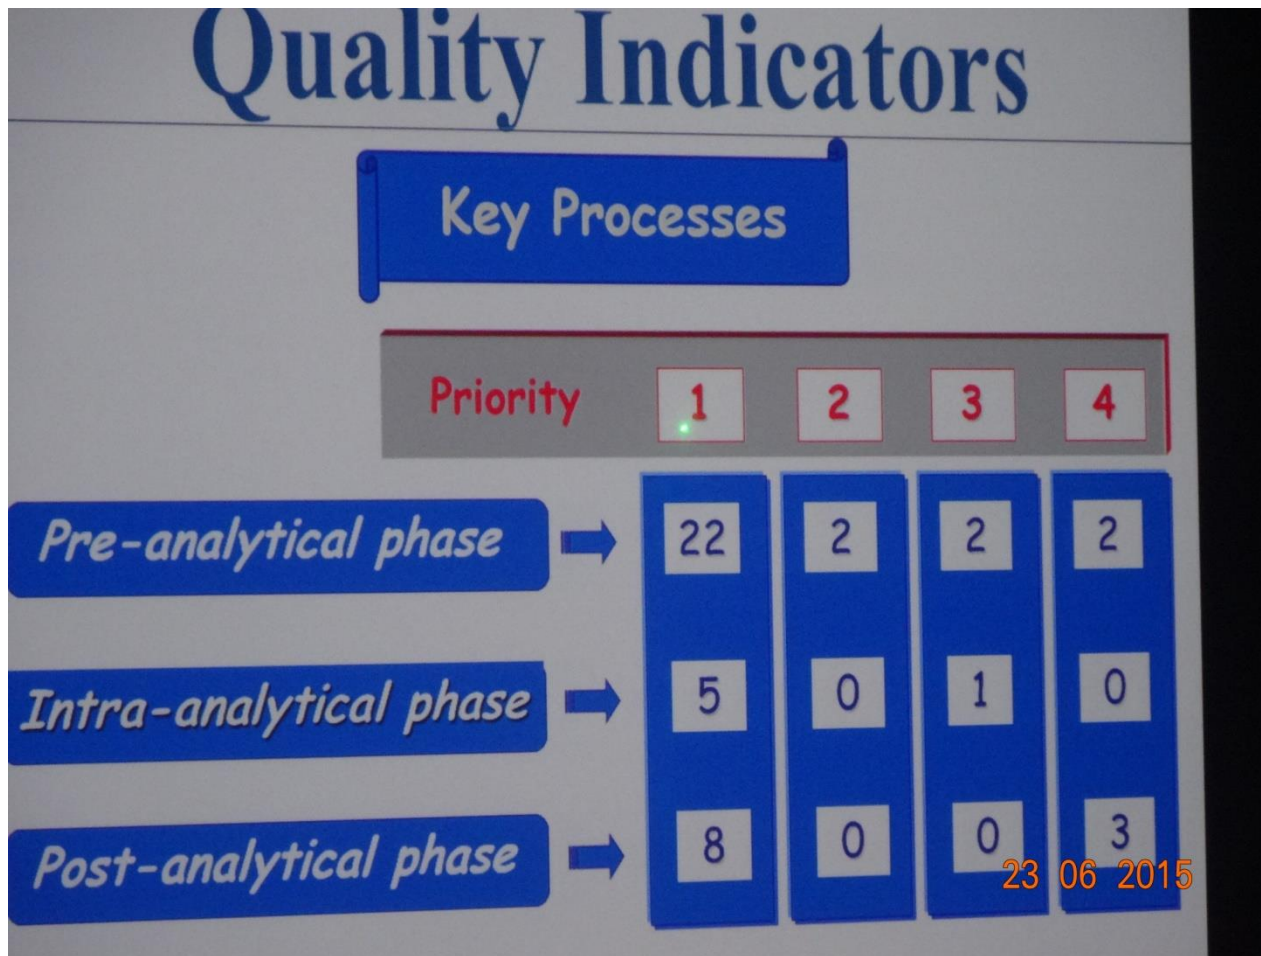 Quality Indicators
Key Processes
Priority 1 2 3 4
Pre-analytical phase 22 2 2 2
Intra-analytical phase 5 0 1 0
Post-analytical phase 8 0 0 3
23 06 2015